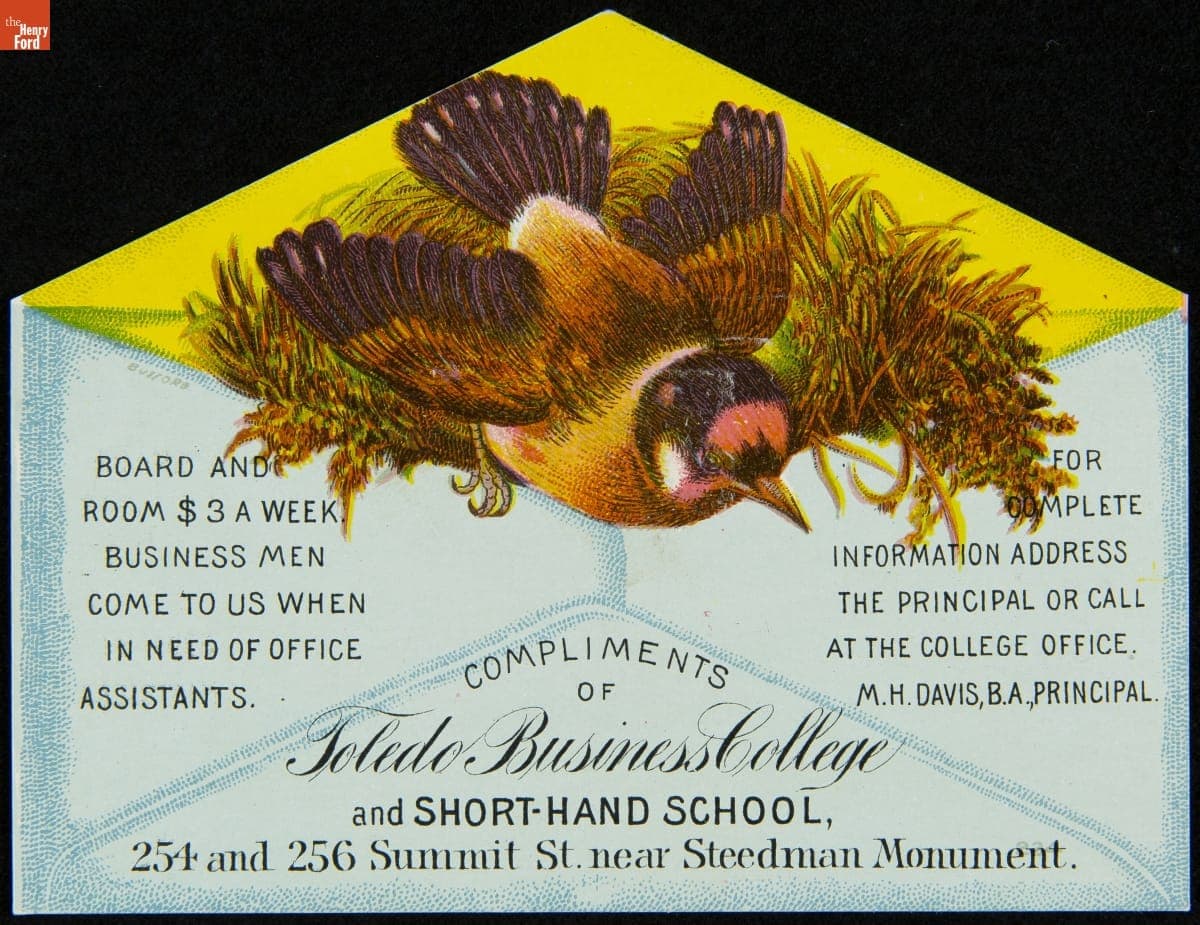 the
Henry
Ford
BUFFORD
BOARD AND
ROOM $3 A WEEK.
BUSINESS MEN
COME TO US WHEN
IN NEED OF OFFICE
ASSISTANTS.
FOR
COMPLETE
INFORMATION ADDRESS
THE PRINCIPAL OR CALL
AT THE COLLEGE OFFICE.
M.H. DAVIS, B.A., PRINCIPAL.
COMPLIMENTS
OF
Toledo Business College
and SHORT-HAND SCHOOL,
254 and 256 Summit St. near Steedman Monument.